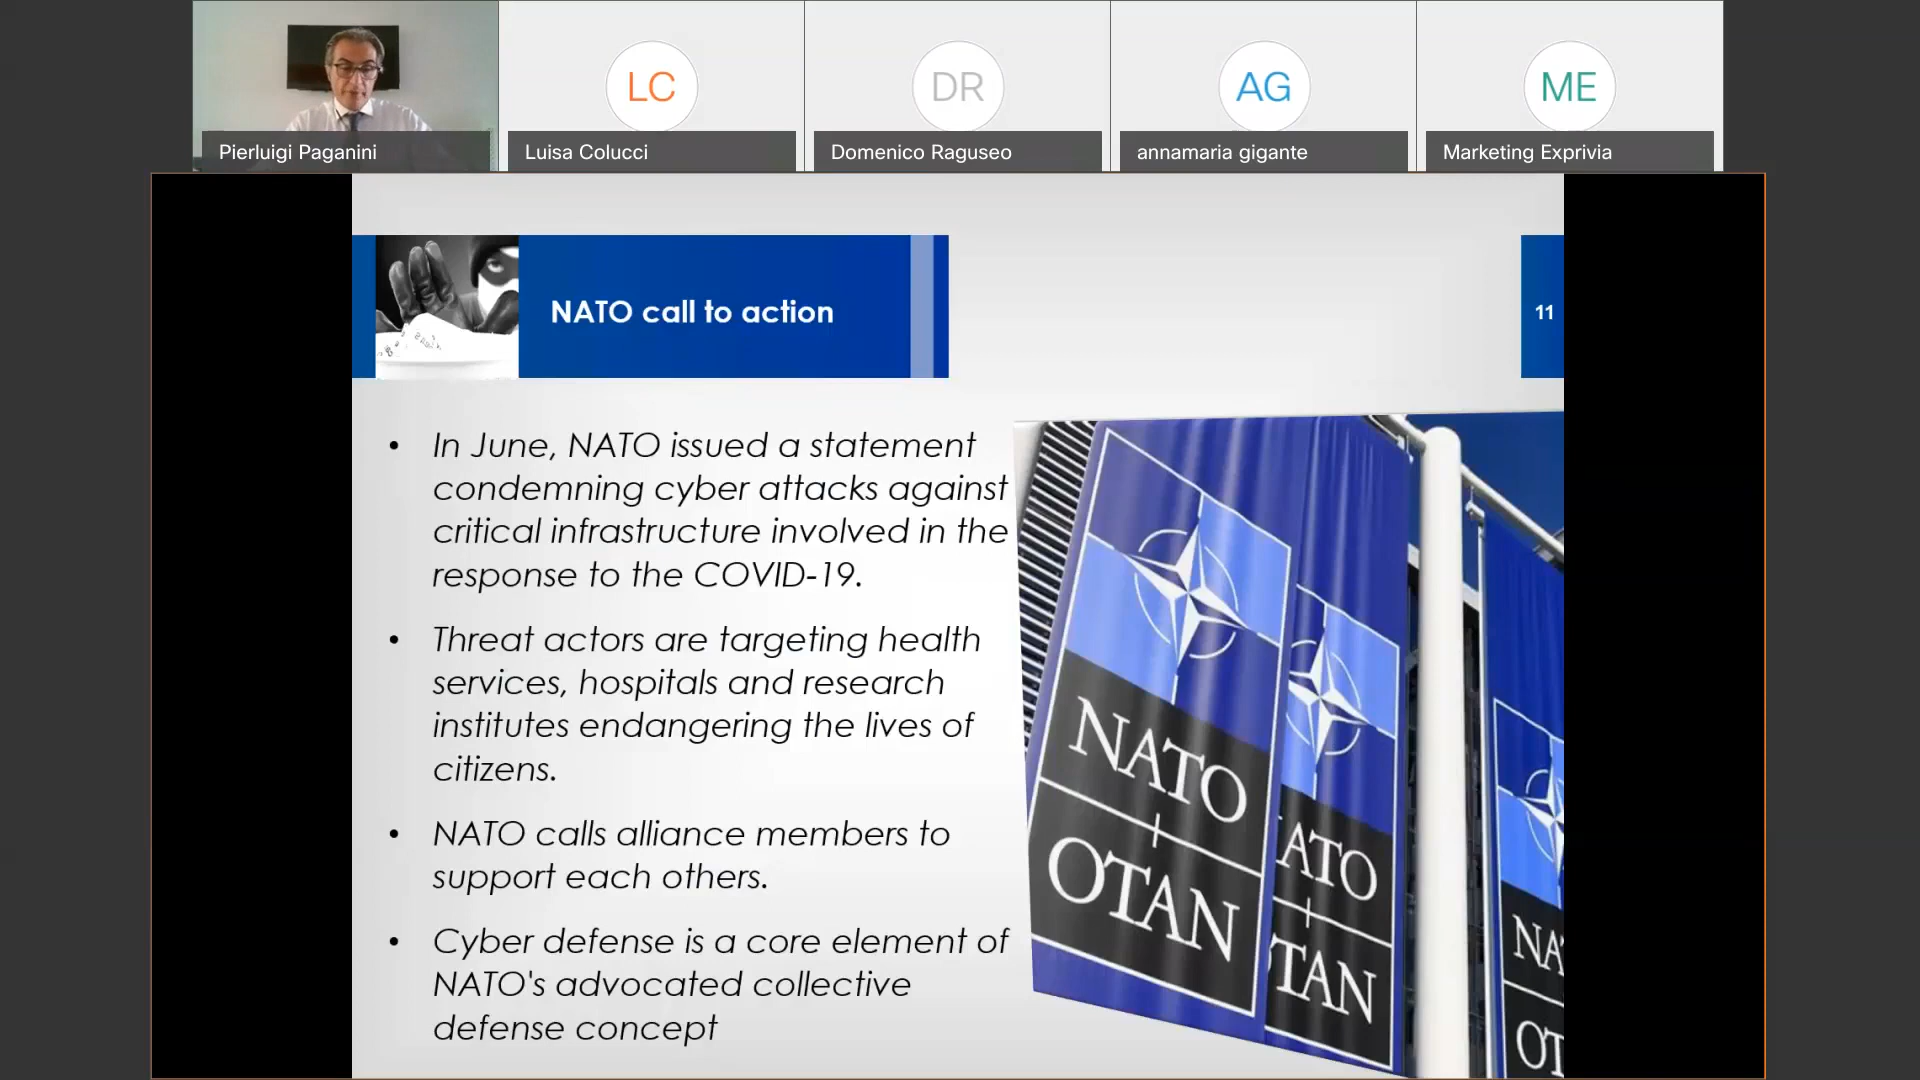 LC
DR
AG
ME
Pierluigi Paganini
Luisa Colucci
Domenico Raguseo
annamaria gigante
Marketing Exprivia
NATO call to action
11
• In June, NATO issued a statement
condemning cyber attacks against
critical infrastructure involved in the
response to the COVID-19.
• Threat actors are targeting health
services, hospitals and research
institutes endangering the lives of
citizens.
• NATO calls alliance members to
support each others.
• Cyber defense is a core element of
NATO's advocated collective
defense concept
NATO
OTAN
ATO
TAN
NA
OT